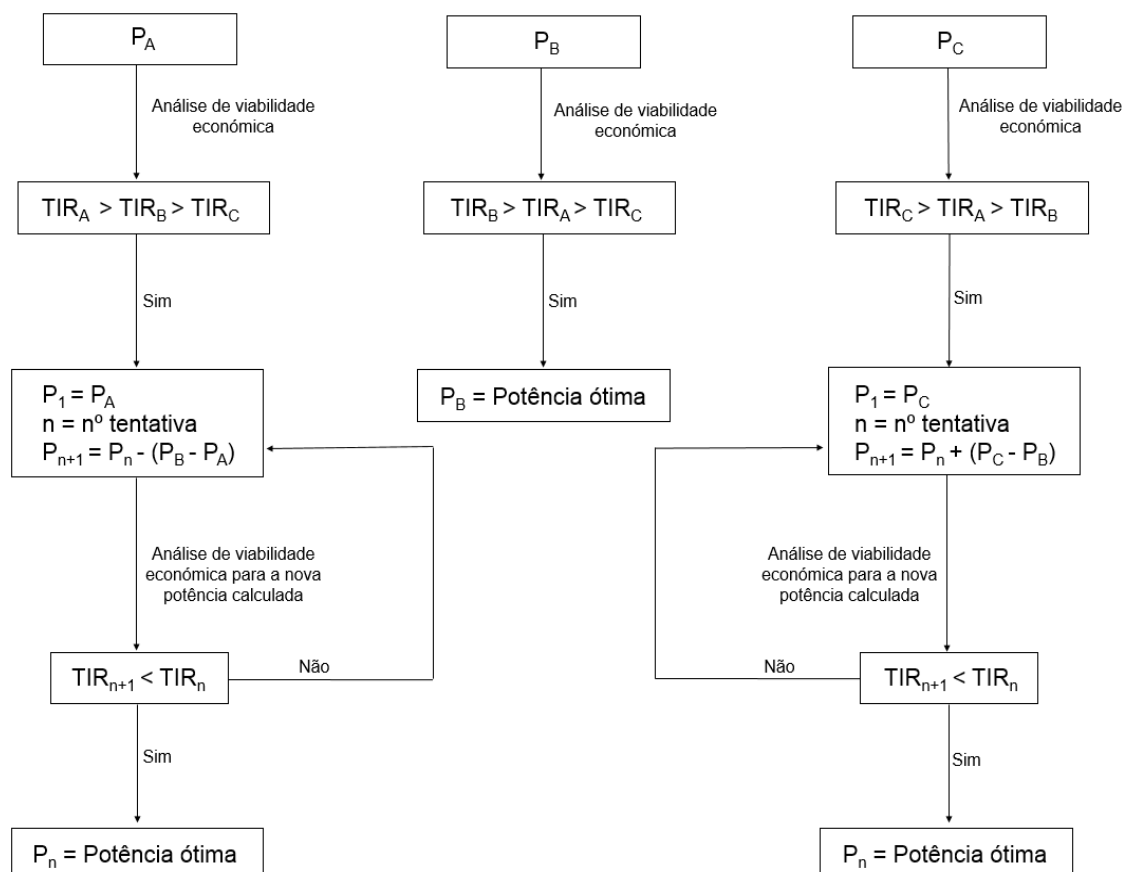 P_A
Análise de viabilidade
económica
TIR_A > TIR_B > TIR_C
Sim
P_1 = P_A
n = nº tentativa
P_{n+1} = P_n - (P_B - P_A)
Análise de viabilidade
económica para a nova
potência calculada
TIR_{n+1} < TIR_n
Não
Sim
P_n = Potência ótima
P_B
Análise de viabilidade
económica
TIR_B > TIR_A > TIR_C
Sim
P_B = Potência ótima
P_C
Análise de viabilidade
económica
TIR_C > TIR_A > TIR_B
Sim
P_1 = P_C
n = nº tentativa
P_{n+1} = P_n + (P_C - P_B)
Análise de viabilidade
económica para a nova
potência calculada
TIR_{n+1} < TIR_n
Não
Sim
P_n = Potência ótima